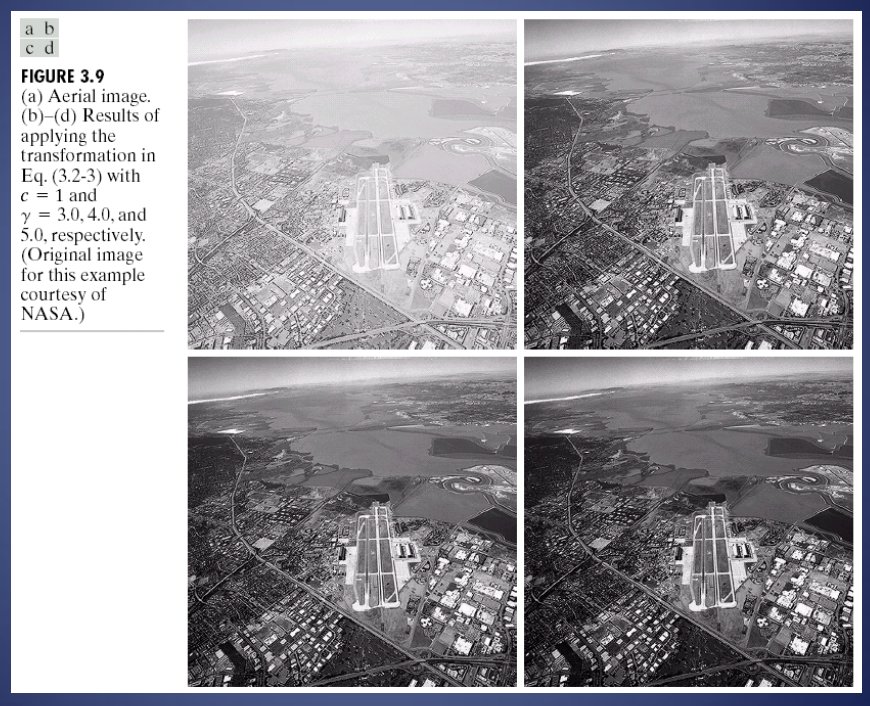 a b
c d
FIGURE 3.9
(a) Aerial image.
(b)–(d) Results of
applying the
transformation in
Eq. (3.2-3) with
c = 1 and
γ = 3.0, 4.0, and
5.0, respectively.
(Original image
for this example
courtesy of
NASA.)